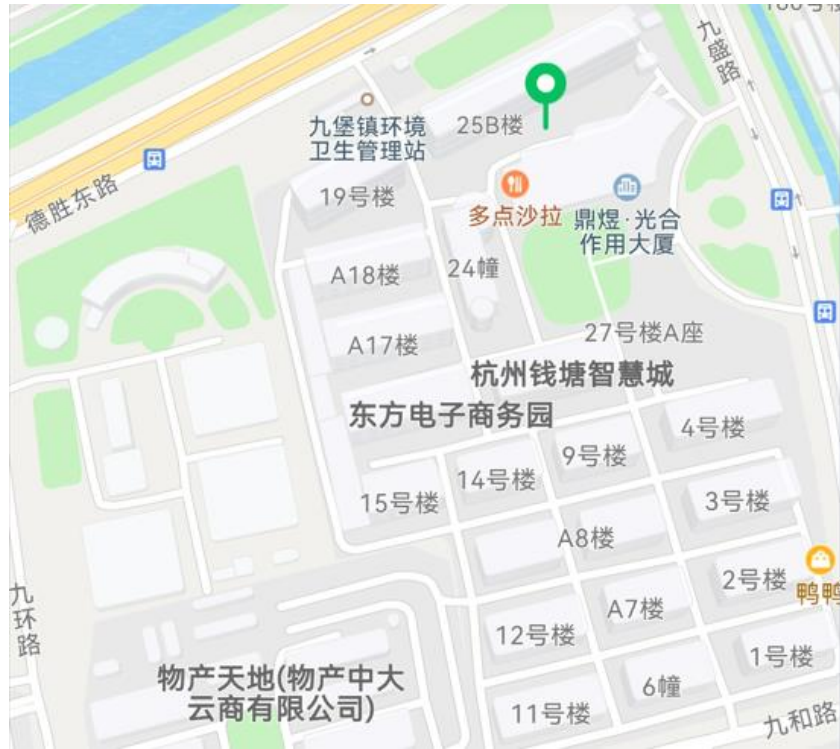 九盛路
25B楼
九堡镇环境
卫生管理站
德胜东路
19号楼
多点沙拉
鼎煜·光合
作用大厦
A18楼
24幢
A17楼
27号楼A座
杭州钱塘智慧城
东方电子商务园
4号楼
9号楼
14号楼
15号楼
3号楼
A8楼
2号楼
鸭鸭
九环路
A7楼
12号楼
1号楼
物产天地(物产中大
云商有限公司)
6幢
11号楼
九和路